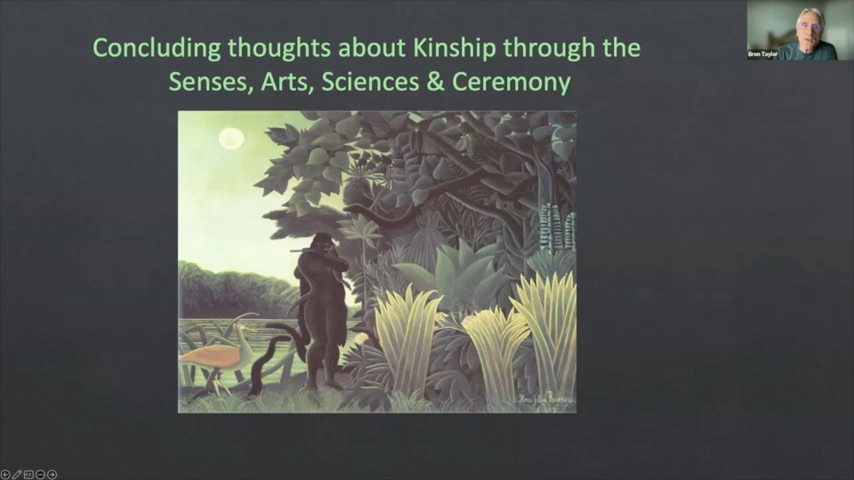 Concluding thoughts about Kinship through the
Senses, Arts, Sciences & Ceremony
Bron Taylor